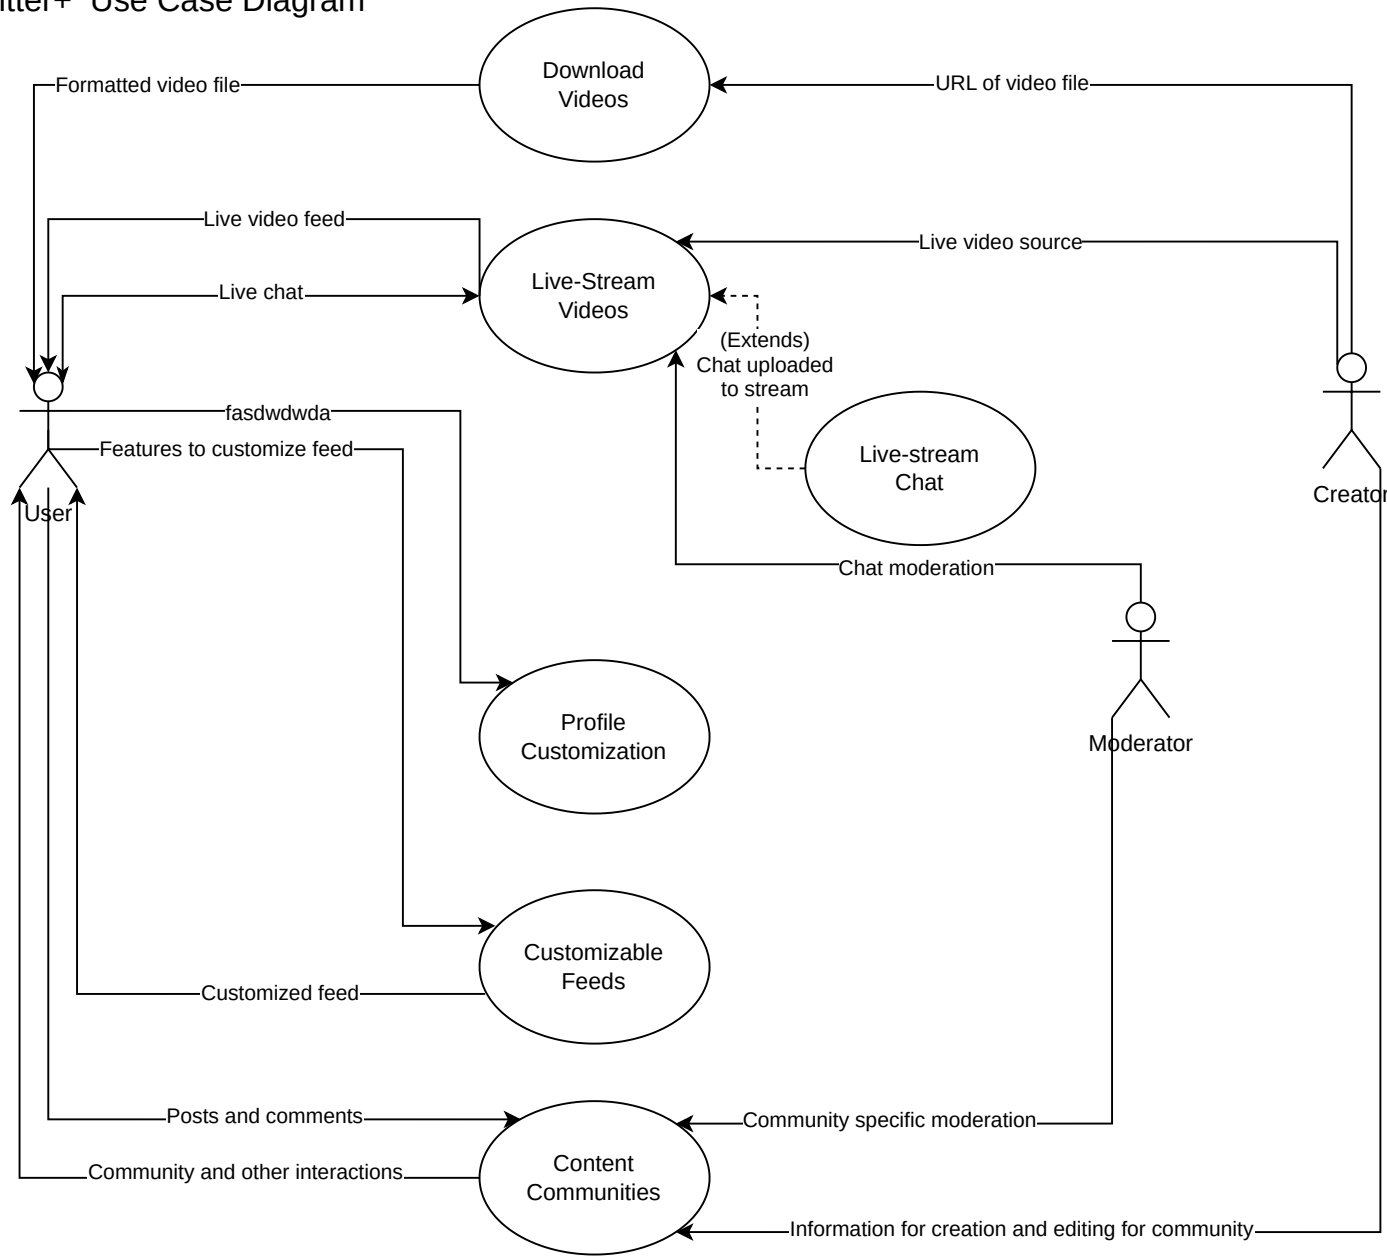 Use Case Diagram
Download
Videos
Formatted video file
URL of video file
Live video feed
Live video source
Live-Stream
Videos
Live chat
(Extends)
Chat uploaded
to stream
fasdwdwda
Features to customize feed
Live-stream
Chat
Creator
User
Chat moderation
Profile
Customization
Moderator
Customizable
Feeds
Customized feed
Posts and comments
Community specific moderation
Content
Communities
Community and other interactions
Information for creation and editing for community